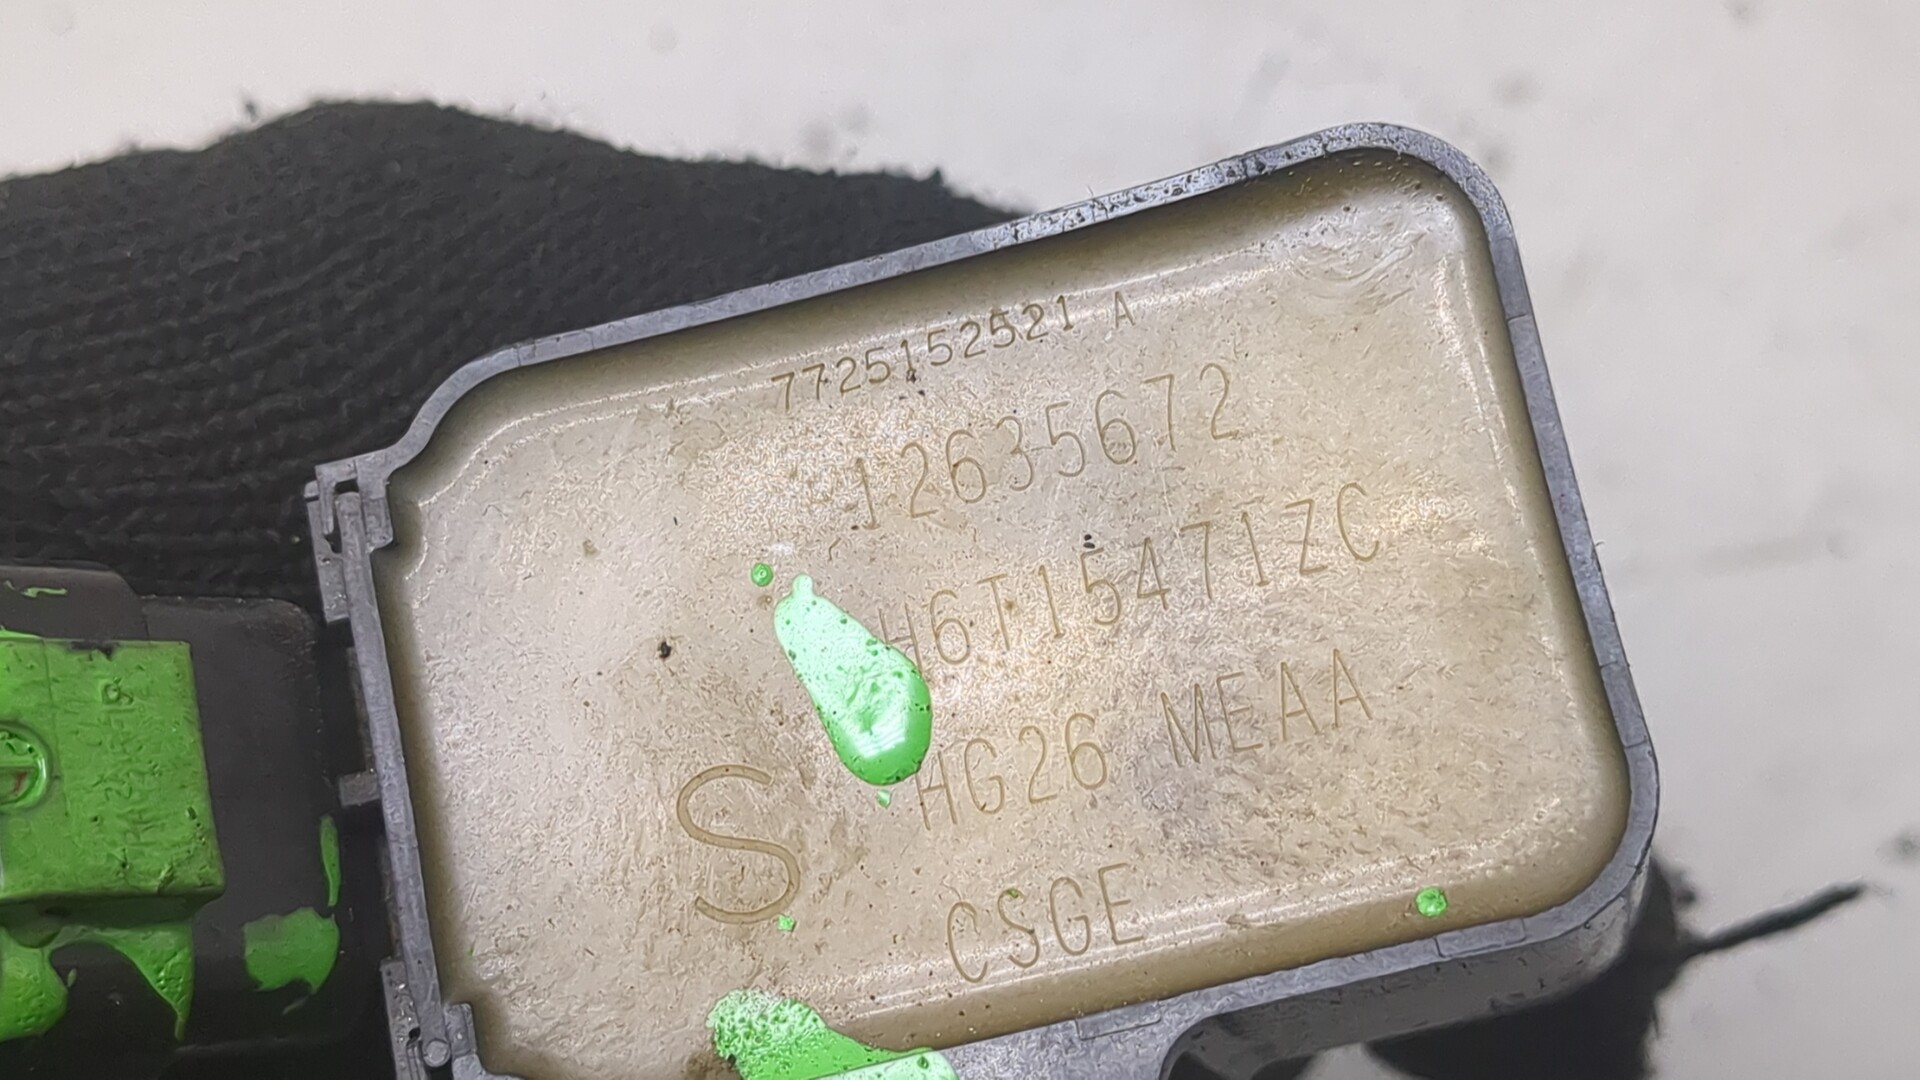 7725152521 A
12635672
H6T15471ZC
HG26 MEAA
S
CSGE